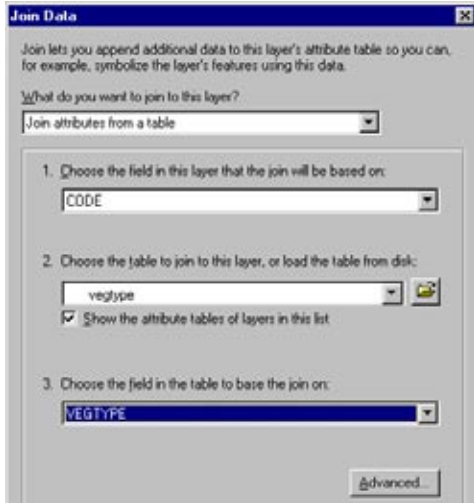 Join Data
Join lets you append additional data to this layer's attribute table so you can,
for example, symbolize the layer's features using this data.
What do you want to join to this layer?
Join attributes from a table
1. Choose the field in this layer that the join will be based on:
CODE
2. Choose the table to join to this layer, or load the table from disk:
vegtype
Show the attribute tables of layers in this list
3. Choose the field in the table to base the join on:
VEGTYPE
Advanced...